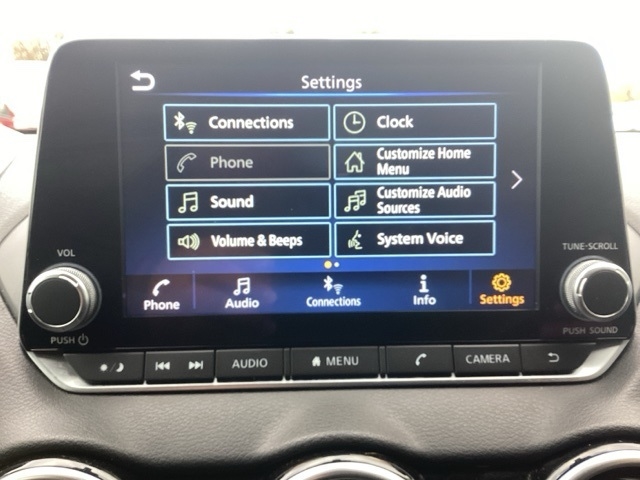 Settings
Connections
Clock
Phone
Customize Home
Menu
Sound
Customize Audio
Sources
Volume & Beeps
System Voice
Phone
Audio
Connections
Info
Settings
VOL
PUSH
TUNE·SCROLL
PUSH SOUND
AUDIO
MENU
CAMERA